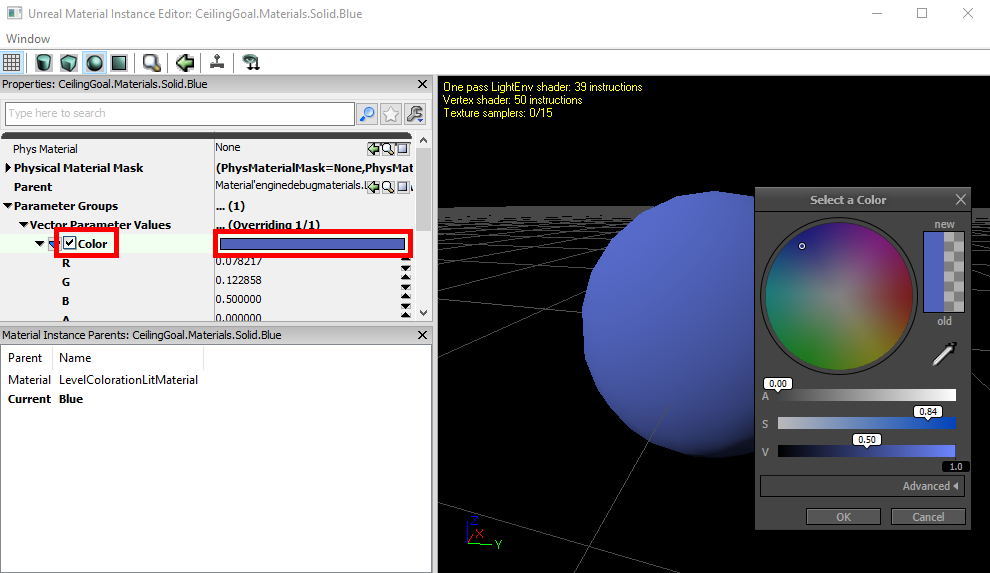 Unreal Material Instance Editor: CeilingGoal.Materials.Solid.Blue
Window
Properties: CeilingGoal.Materials.Solid.Blue
Type here to search
Phys Material
None
Physical Material Mask
(PhysMaterialMask=None,PhysMat
Parent
Material'enginedebugmaterials.
Parameter Groups
... (1)
Vector Parameter Values
... (Overriding 1/1)
Color
R
0.078217
G
0.122858
B
0.500000
A
0.000000
Material Instance Parents: CeilingGoal.Materials.Solid.Blue
Parent Name
Material LevelColorationLitMaterial
Current Blue
One pass LightEnv shader: 39 instructions
Vertex shader: 50 instructions
Texture samplers: 0/15
Z
X
Y
Select a Color
new
old
0.00
A
0.84
S
0.50
V
1.0
Advanced
OK
Cancel